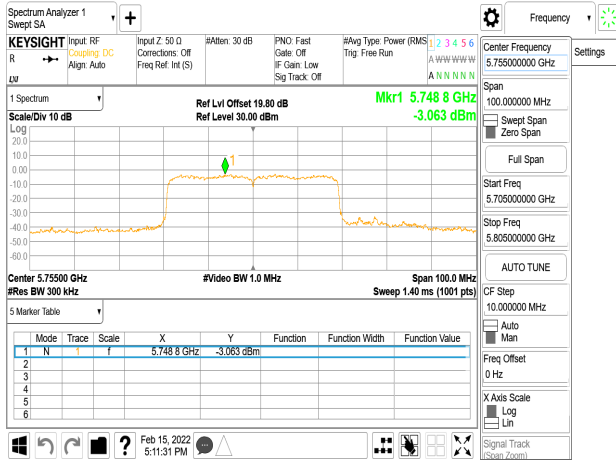 Spectrum Analyzer 1
Swept SA
Frequency
KEYSIGHT
R
Input: RF
Coupling: DC
Align: Auto
Input Z: 50 Ω
Corrections: Off
Freq Ref: Int (S)
#Atten: 30 dB
PNO: Fast
Gate: Off
IF Gain: Low
Sig Track: Off
#Avg Type: Power (RMS
Trig: Free Run
1 2 3 4 5 6
A W W W W W
A N N N N N
Settings
Center Frequency
5.755000000 GHz
Span
100.000000 MHz
Swept Span
Zero Span
Full Span
Start Freq
5.705000000 GHz
Stop Freq
5.805000000 GHz
AUTO TUNE
CF Step
10.000000 MHz
Auto
Man
Freq Offset
0 Hz
X Axis Scale
Log
Lin
Signal Track
(Span Zoom)
1 Spectrum
Scale/Div 10 dB
Ref Lvl Offset 19.80 dB
Ref Level 30.00 dBm
Mkr1 5.748 8 GHz
-3.063 dBm
Log
20.0
10.0
0.00
-10.0
-20.0
-30.0
-40.0
-50.0
-60.0
1
Center 5.75500 GHz
#Res BW 300 kHz
#Video BW 1.0 MHz
Span 100.0 MHz
Sweep 1.40 ms (1001 pts)
5 Marker Table
Mode Trace Scale X Y Function Function Width Function Value
1 N 1 f 5.748 8 GHz -3.063 dBm
2
3
4
5
6
?
Feb 15, 2022
5:11:31 PM